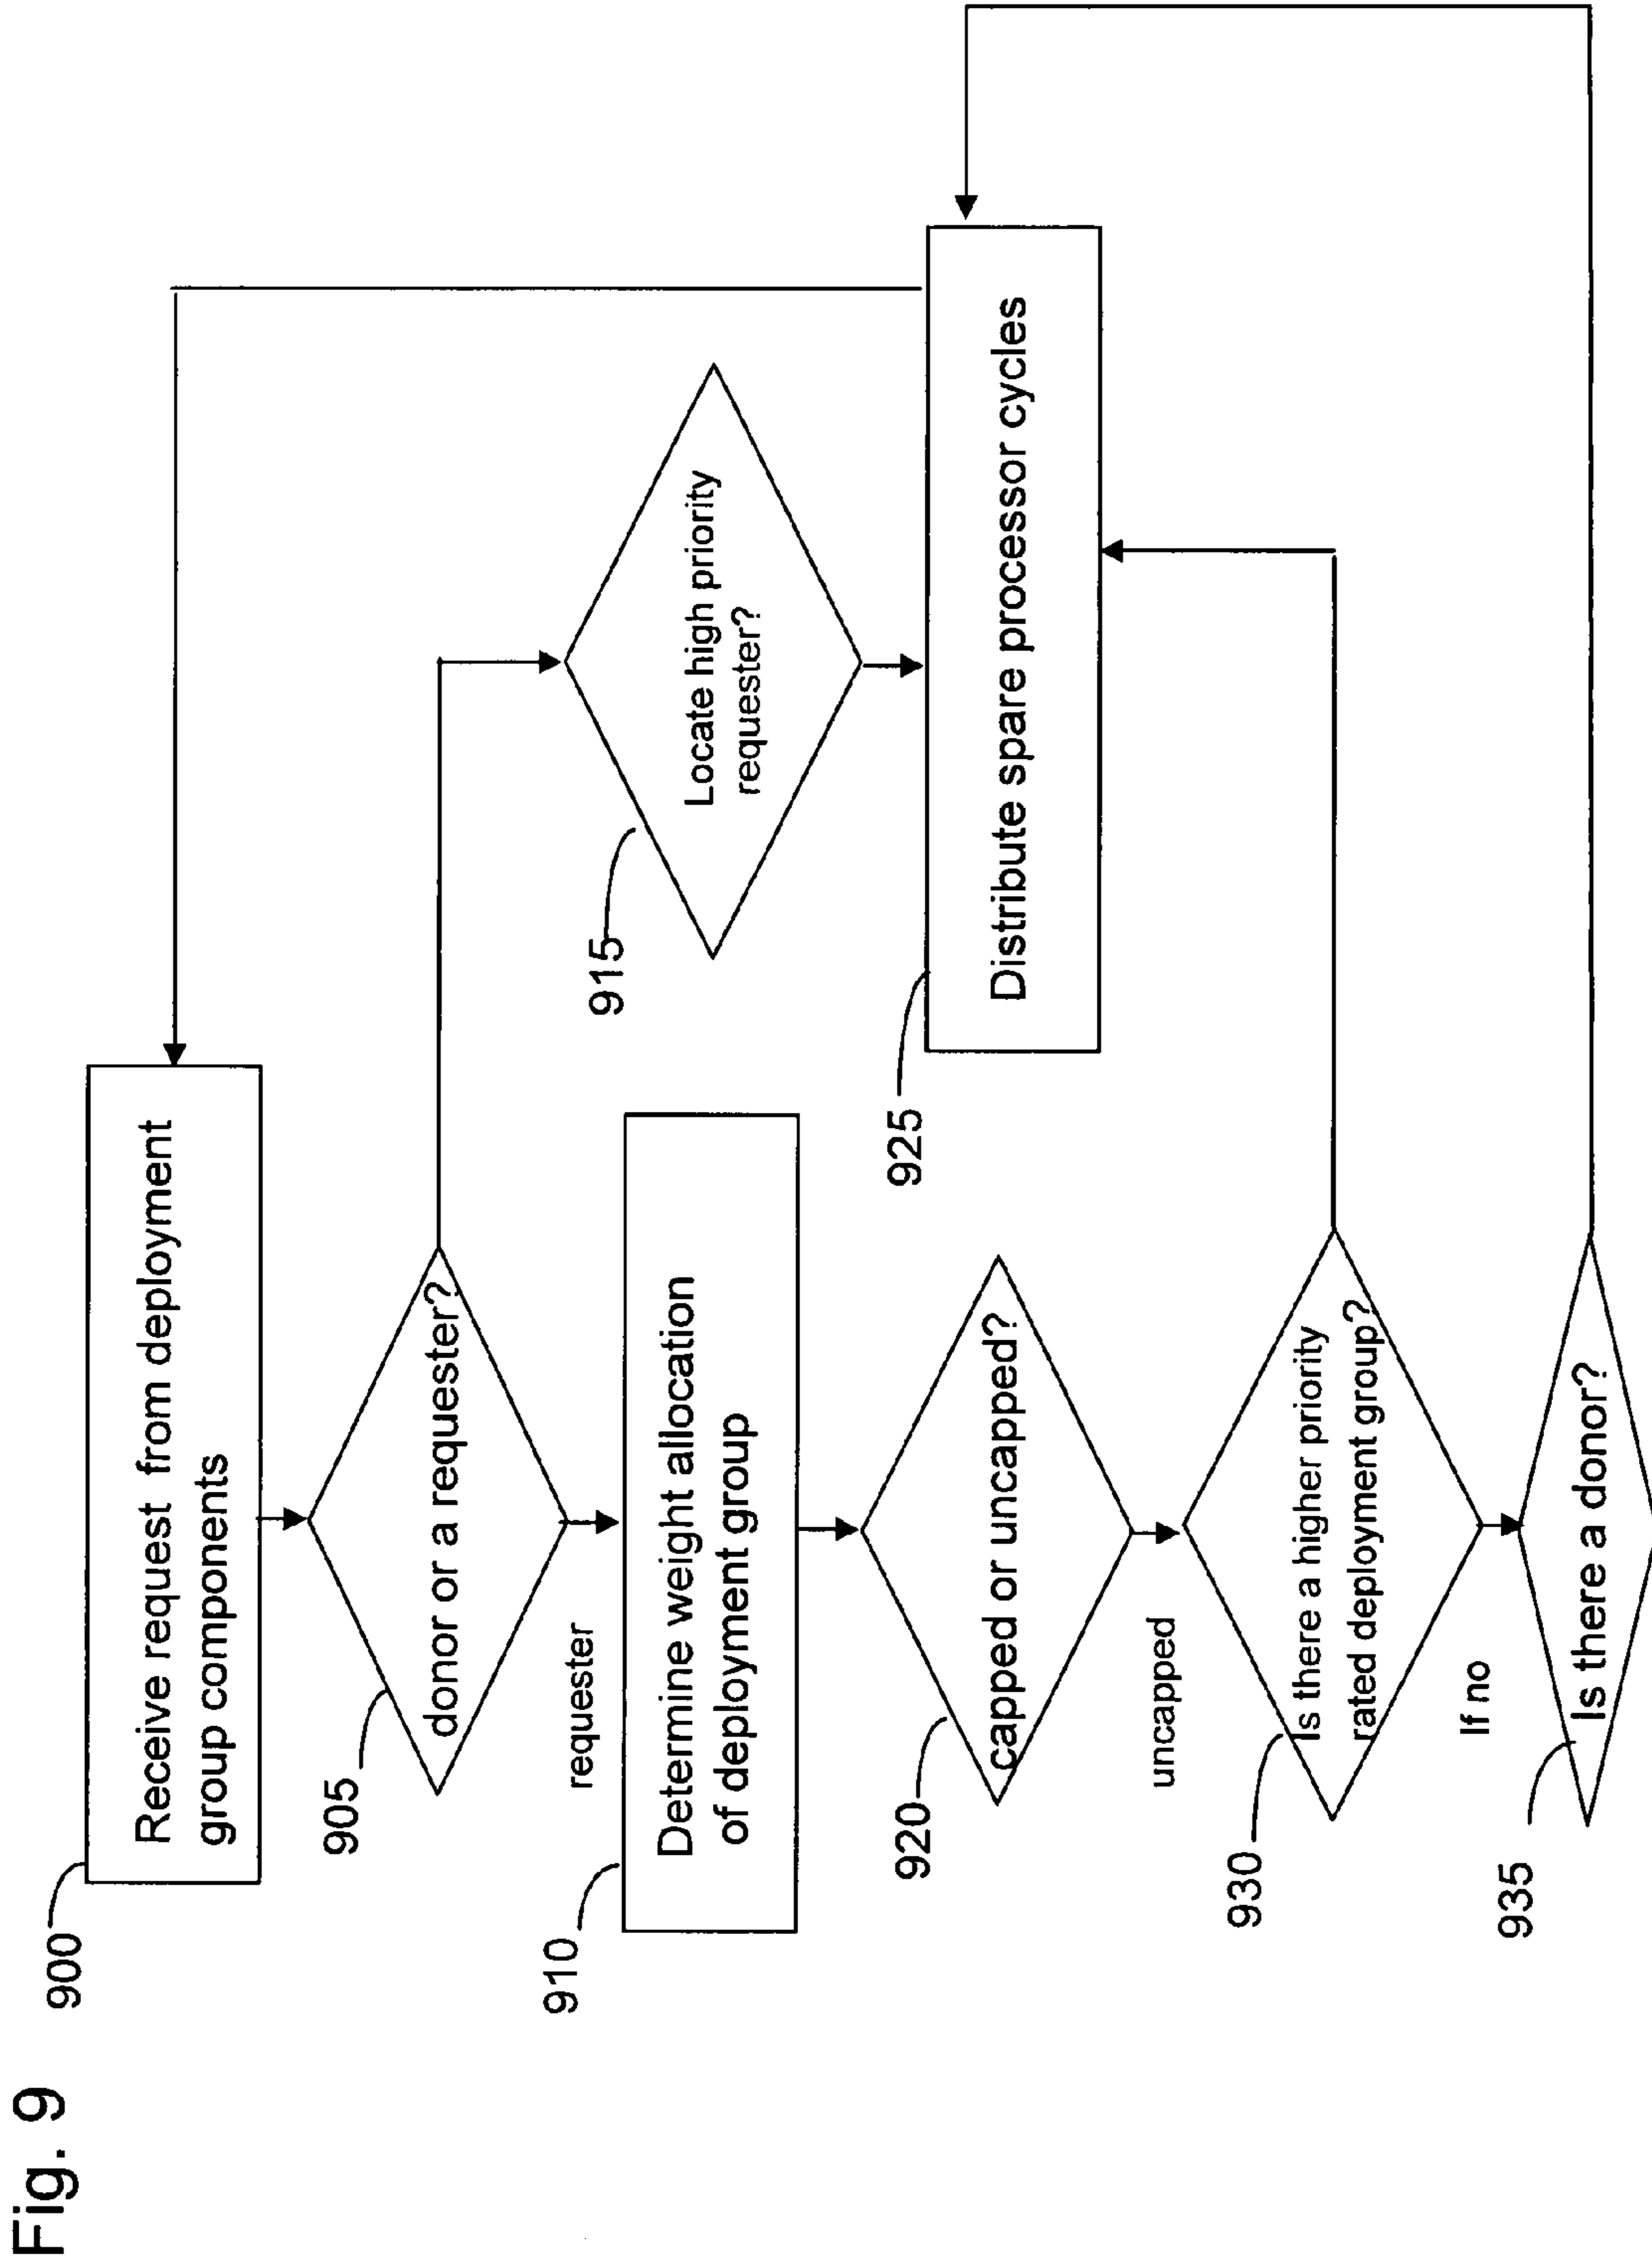 Fig. 9
900
Receive request from deployment
group components
905
donor or a requester?
requester
910
Determine weight allocation
of deployment group
915
Locate high priority
requester?
920
capped or uncapped?
uncapped
925
Distribute spare processor cycles
930
Is there a higher priority
rated deployment group?
If no
935
Is there a donor?